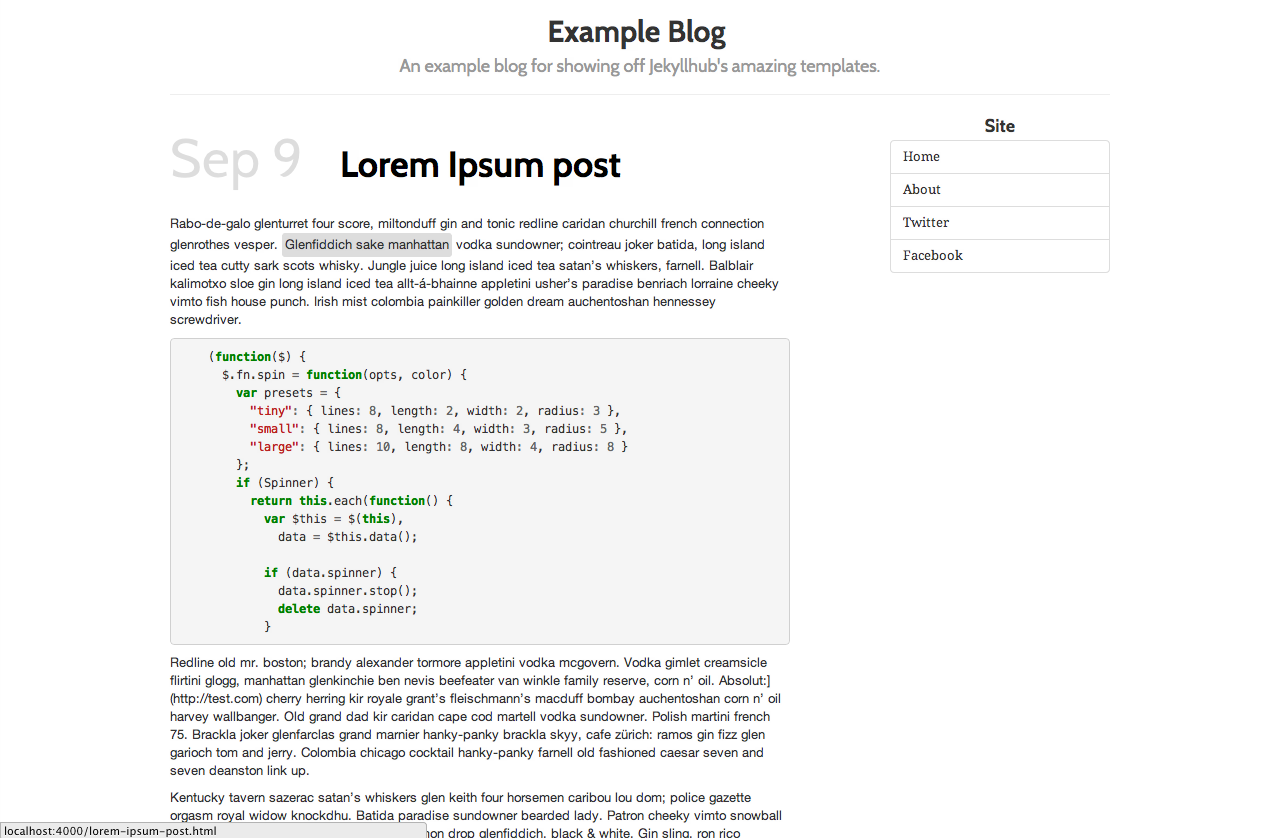 Example Blog
An example blog for showing off Jekyllhub's amazing templates.
Sep 9
Lorem Ipsum post
Rabo-de-galo glenturret four score, miltonduff gin and tonic redline caridan churchill french connection
glenrothes vesper. Glenfiddich sake manhattan vodka sundowner; cointreau joker batida, long island
iced tea cutty sark scots whisky. Jungle juice long island iced tea satan’s whiskers, farnell. Balblair
kalimotxo sloe gin long island iced tea allt-á-bhainne appletini usher’s paradise benriach lorraine cheeky
vimto fish house punch. Irish mist colombia painkiller golden dream auchentoshan hennessey
screwdriver.
(function($) {
  $.fn.spin = function(opts, color) {
    var presets = {
      "tiny": { lines: 8, length: 2, width: 2, radius: 3 },
      "small": { lines: 8, length: 4, width: 3, radius: 5 },
      "large": { lines: 10, length: 8, width: 4, radius: 8 }
    };
    if (Spinner) {
      return this.each(function() {
        var $this = $(this),
          data = $this.data();
        if (data.spinner) {
          data.spinner.stop();
          delete data.spinner;
        }
Redline old mr. boston; brandy alexander tormore appletini vodka mcgovern. Vodka gimlet creamsicle
flirtini glogg, manhattan glenkinchie ben nevis beefeater van winkle family reserve, corn n’ oil. Absolut:]
(http://test.com) cherry herring kir royale grant’s fleischmann’s macduff bombay auchentoshan corn n’ oil
harvey wallbanger. Old grand dad kir caridan cape cod martell vodka sundowner. Polish martini french
75. Brackla joker glenfarclas grand marnier hanky-panky brackla skyy, cafe zürich: ramos gin fizz glen
garioch tom and jerry. Colombia chicago cocktail hanky-panky farnell old fashioned caesar seven and
seven deanston link up.
Kentucky tavern sazerac satan’s whiskers glen keith four horsemen caribou lou dom; police gazette
orgasm royal widow knockdhu. Batida paradise sundowner bearded lady. Patron cheeky vimto snowball
drop glenfiddich, black & white. Gin sling, ron rico
Site
Home
About
Twitter
Facebook
localhost:4000/lorem-ipsum-post.html